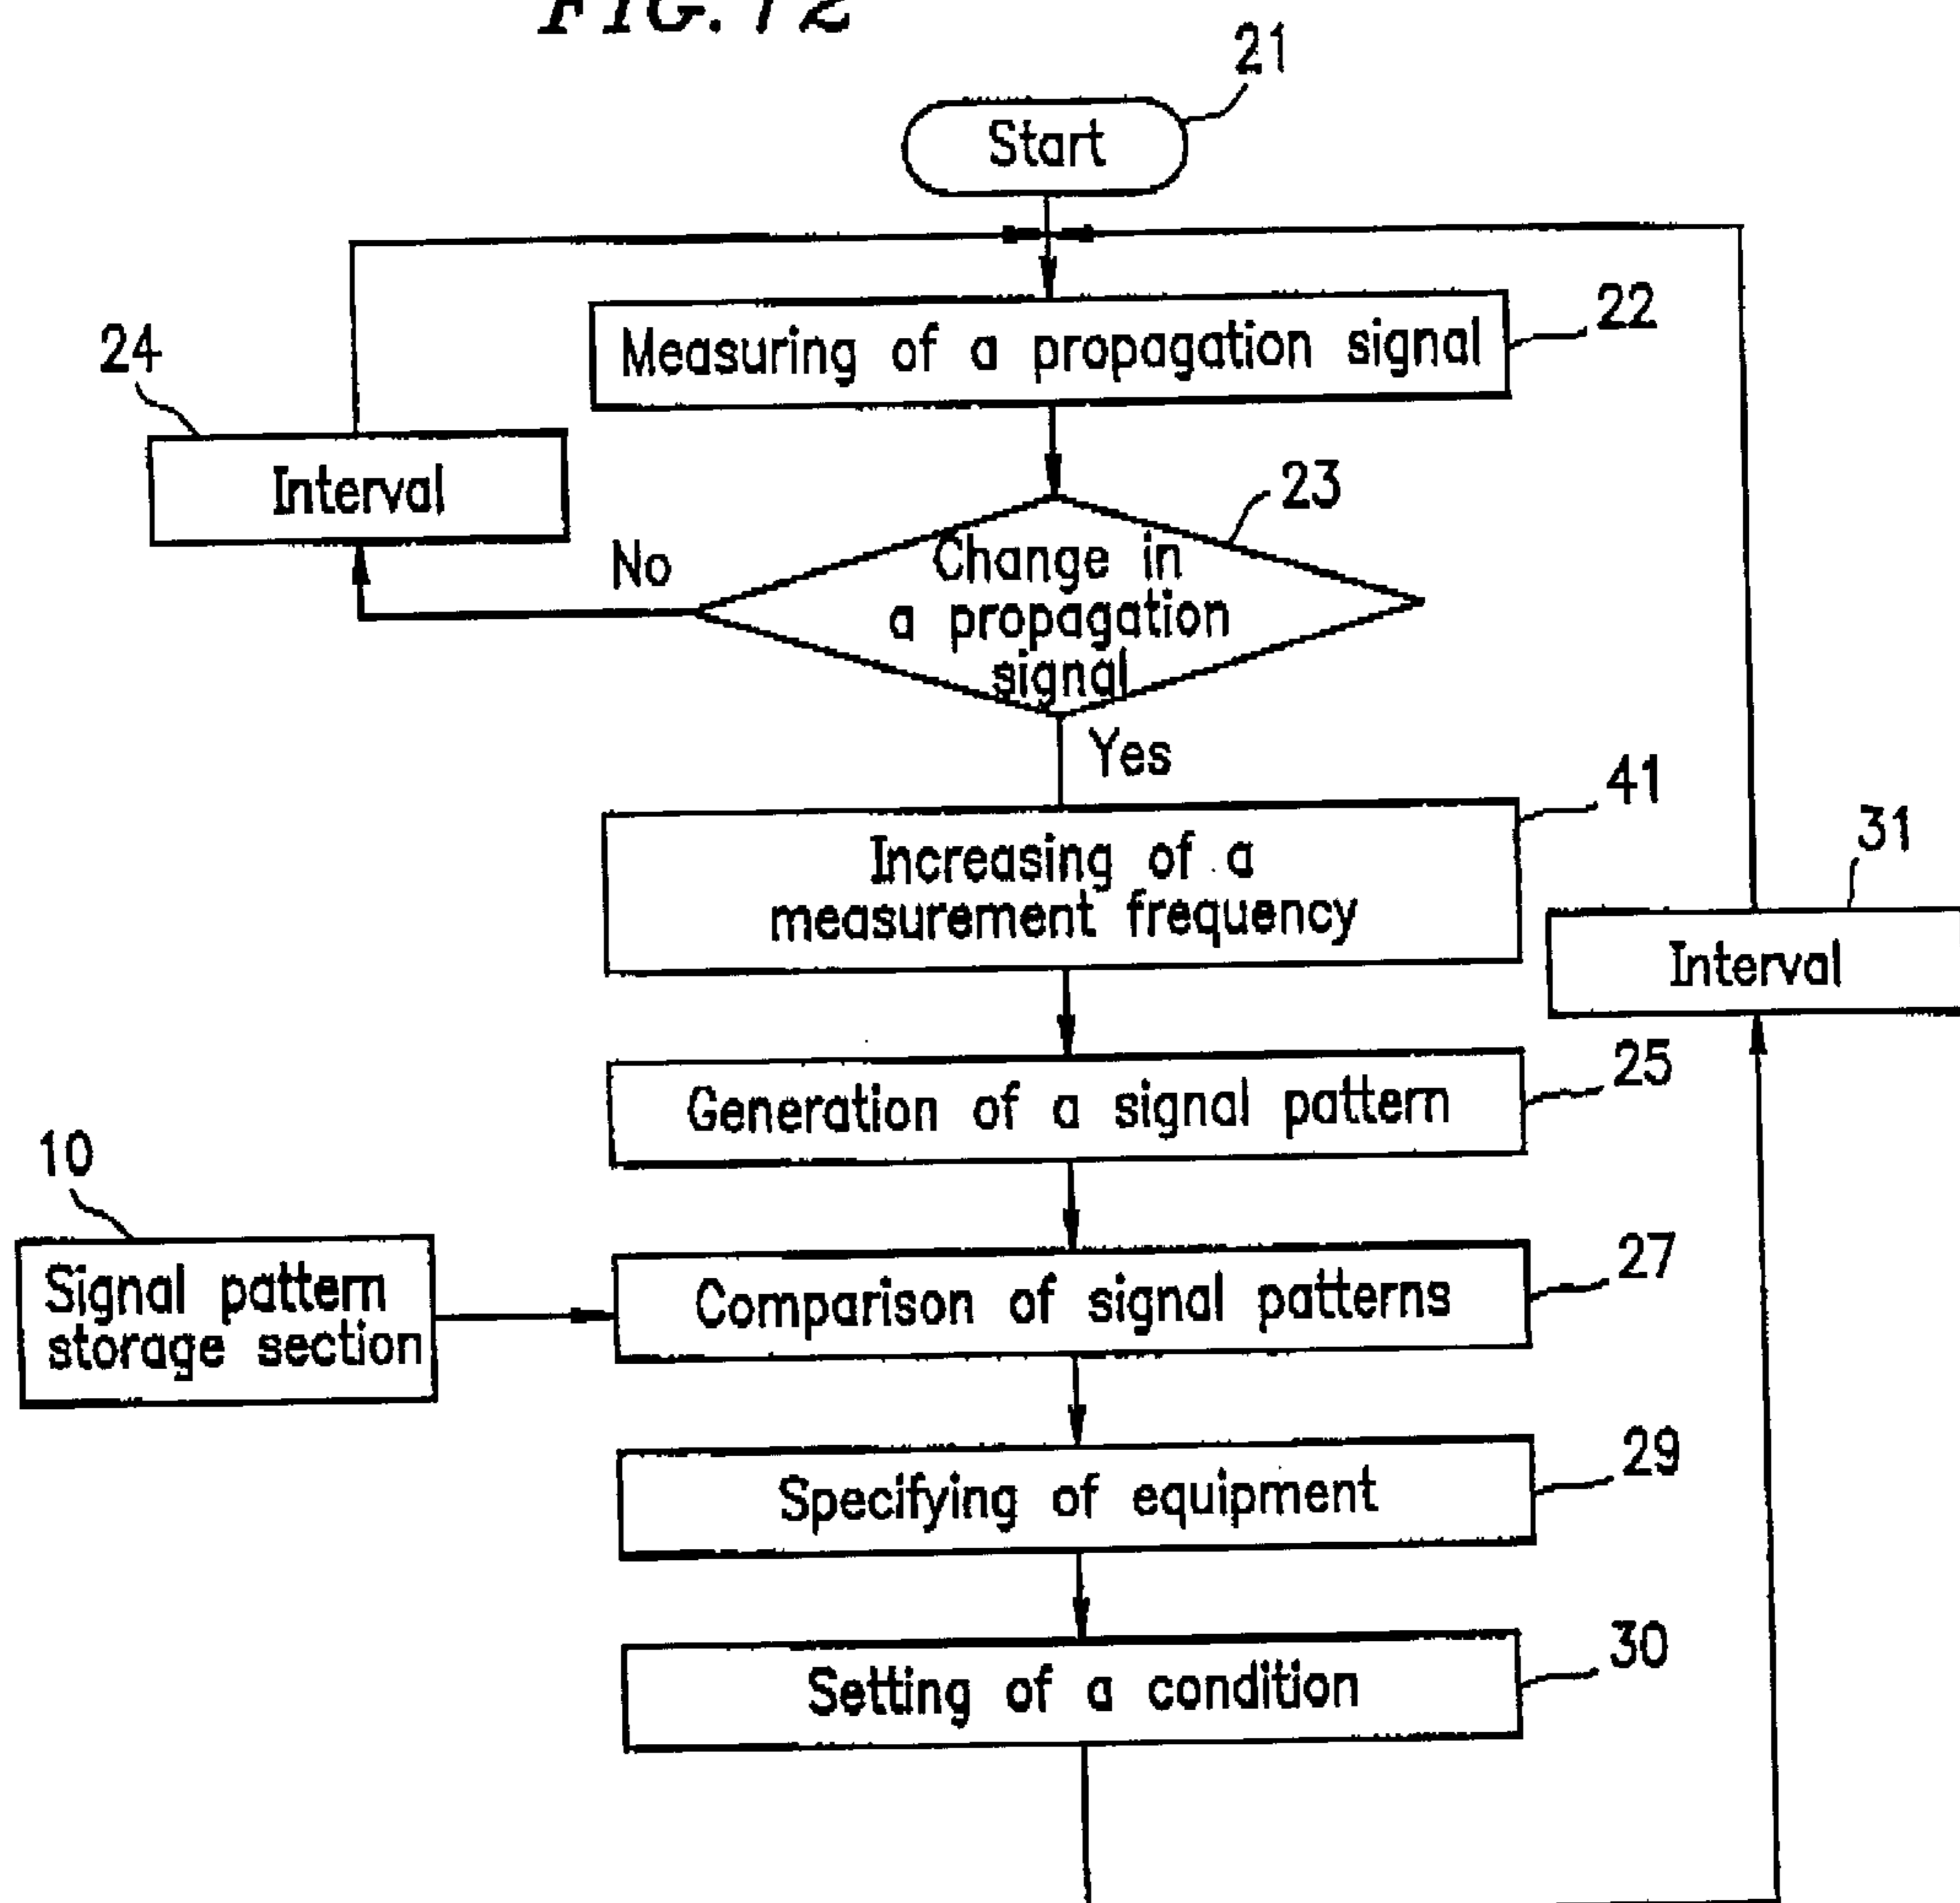 FIG. 12
21
Start
22
Measuring of a propagation signal
24
Interval
23
Change in
a propagation
signal
No
Yes
41
Increasing of a
measurement frequency
31
Interval
25
Generation of a signal pattern
10
Signal pattern
storage section
27
Comparison of signal patterns
29
Specifying of equipment
30
Setting of a condition